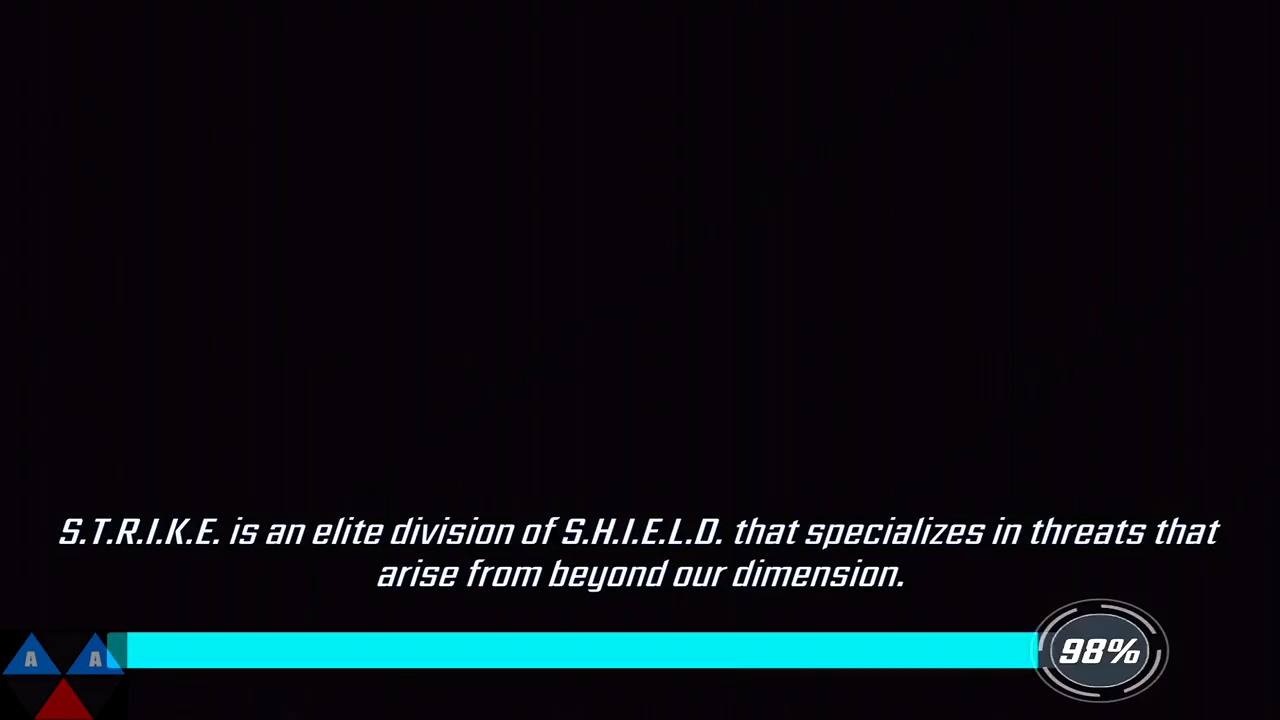 S.T.R.I.K.E. is an elite division of S.H.I.E.L.D. that specializes in threats that
arise from beyond our dimension.
98%
A A